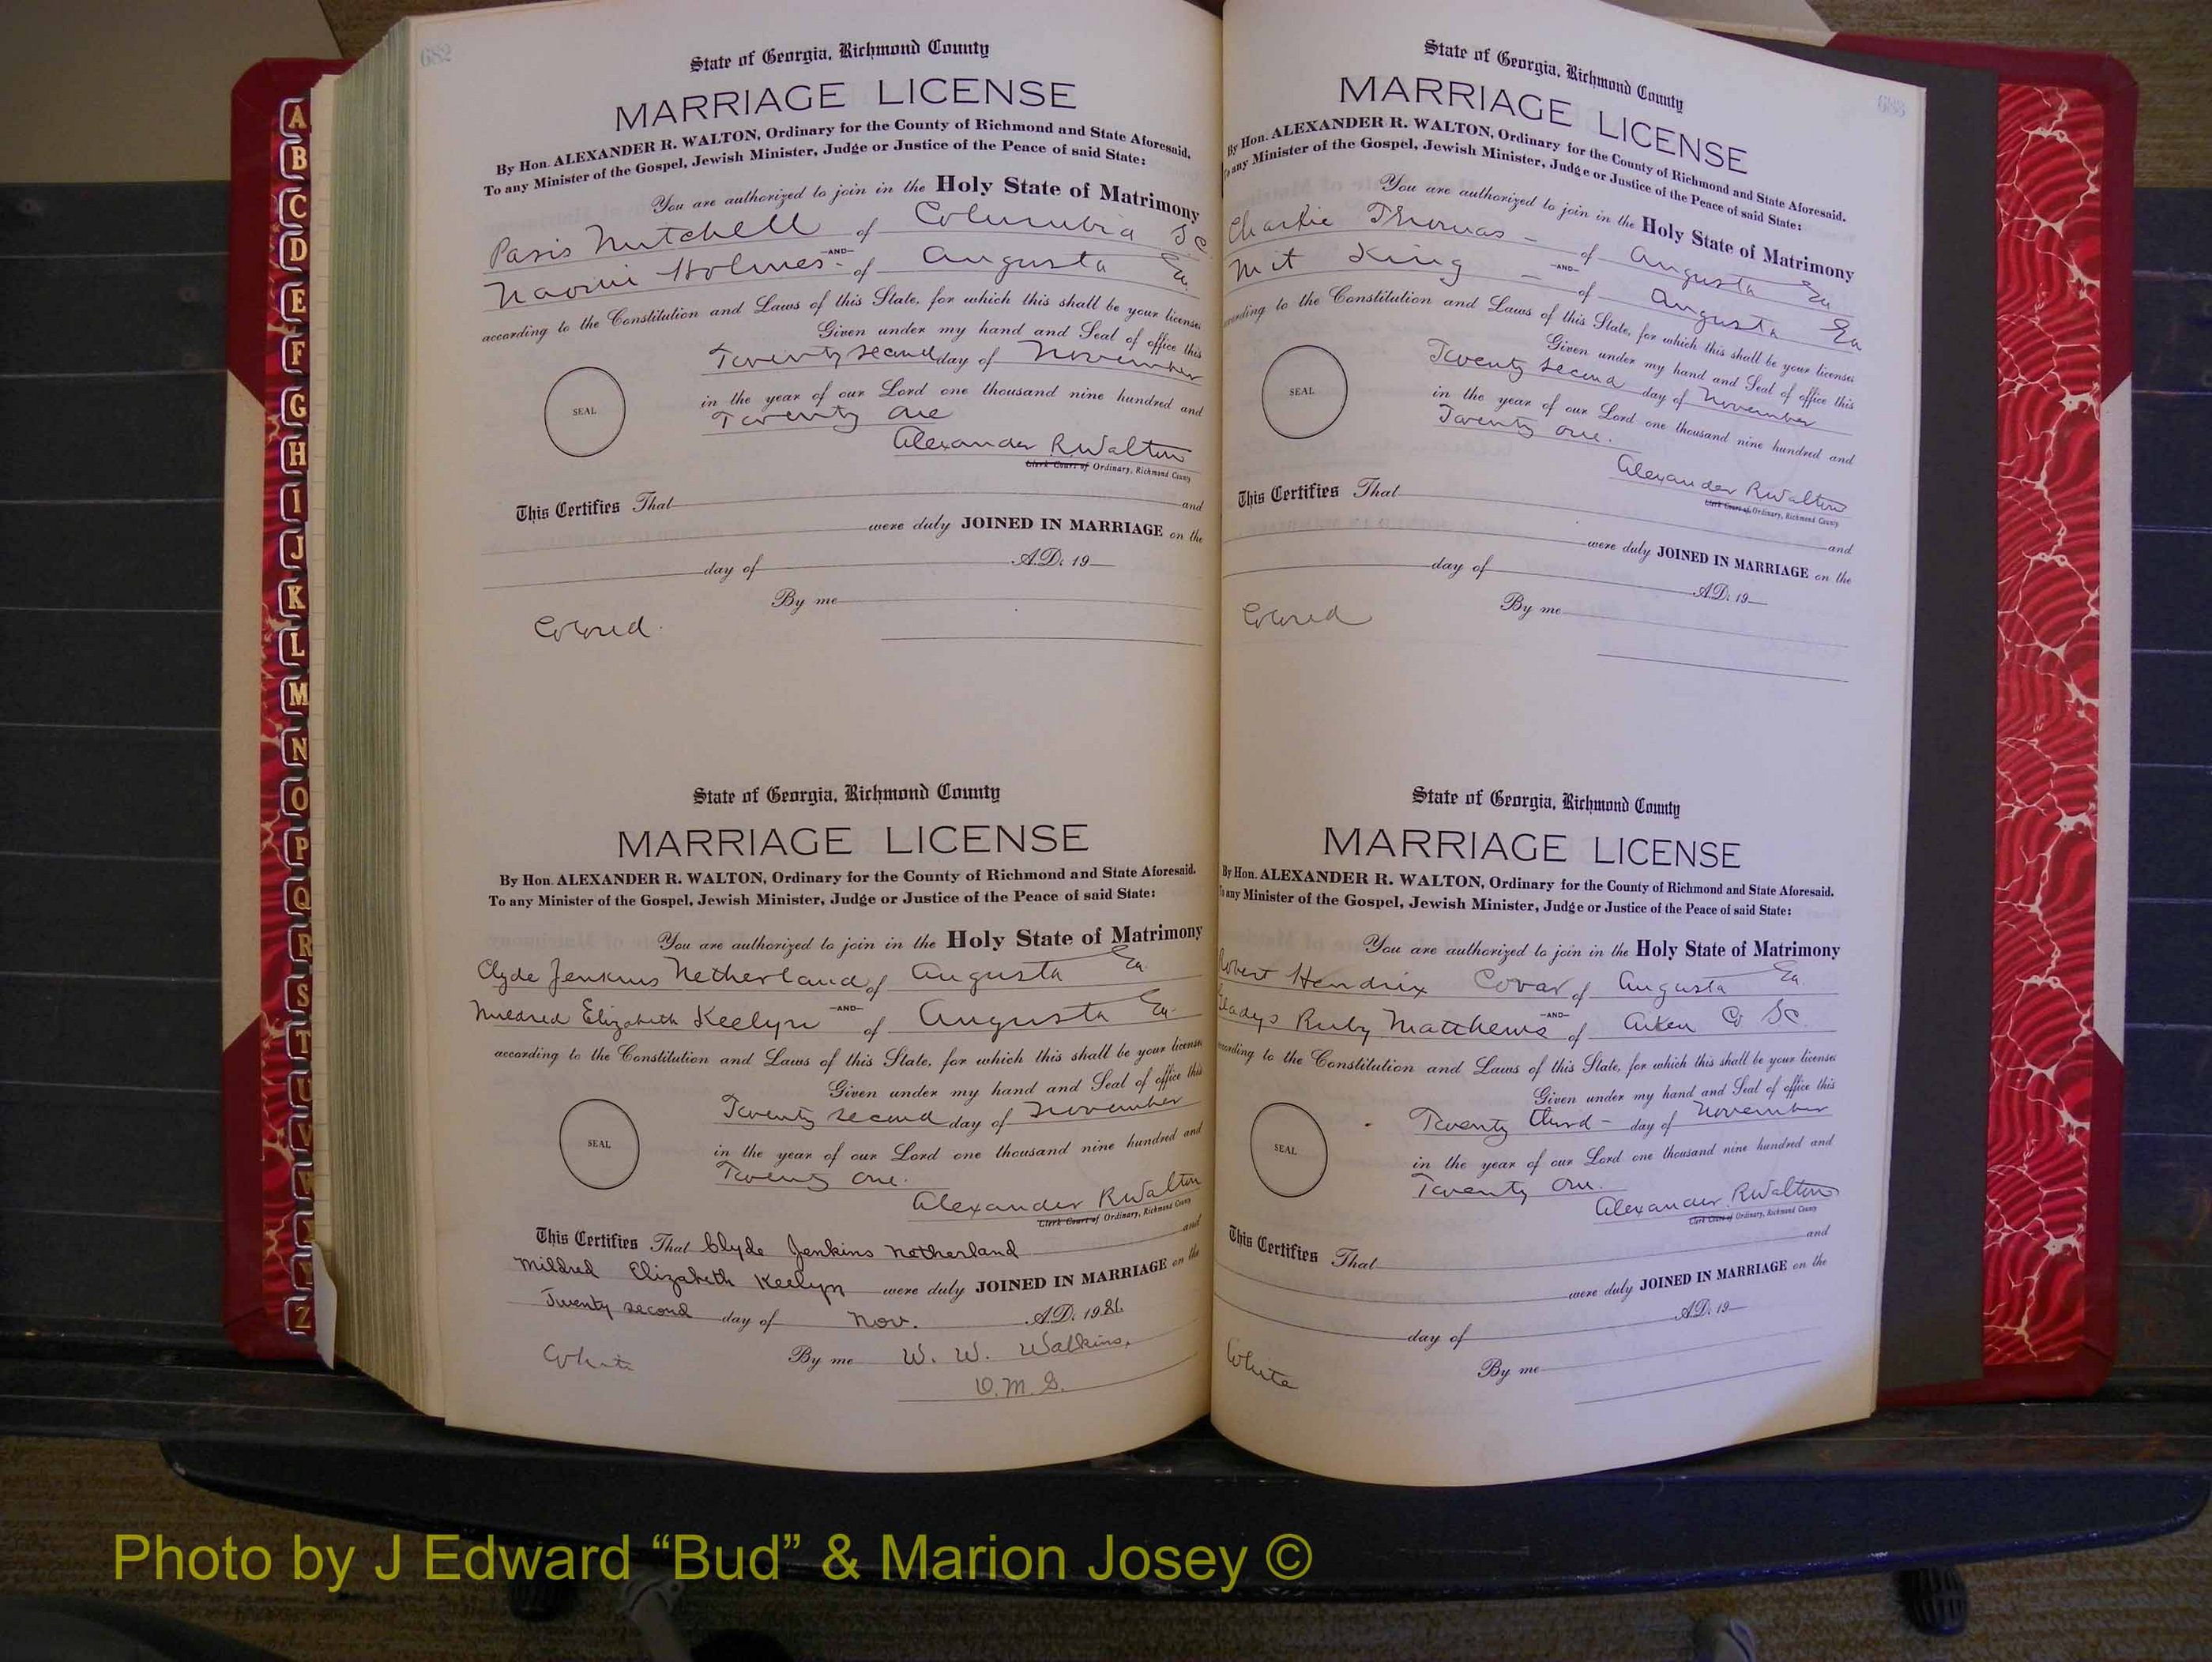 682
State of Georgia, Richmond County
MARRIAGE LICENSE
By Hon. ALEXANDER R. WALTON, Ordinary for the County of Richmond and State Aforesaid.
To any Minister of the Gospel, Jewish Minister, Judge or Justice of the Peace of said State:
You are authorized to join in the Holy State of Matrimony
Paris Mitchell of Columbia SC
—AND—
Naomi Holmes of Augusta Ga
according to the Constitution and Laws of this State, for which this shall be your license
Given under my hand and Seal of office this
Twenty second day of November
in the year of our Lord one thousand nine hundred and
Twenty one
SEAL
Alexander R Walton
Clerk Court of Ordinary, Richmond County
This Certifies That and
were duly JOINED IN MARRIAGE on the
day of A.D. 19
By me
Colored.
State of Georgia, Richmond County
MARRIAGE LICENSE
By Hon. ALEXANDER R. WALTON, Ordinary for the County of Richmond and State Aforesaid.
To any Minister of the Gospel, Jewish Minister, Judge or Justice of the Peace of said State:
You are authorized to join in the Holy State of Matrimony
Clyde Jenkins Netherland of Augusta Ga.
—AND—
Mildred Elizabeth Keelyn of Augusta Ga.
according to the Constitution and Laws of this State, for which this shall be your license
Given under my hand and Seal of office this
Twenty second day of November
in the year of our Lord one thousand nine hundred and
Twenty one.
SEAL
Alexander R Walton
Clerk Court of Ordinary, Richmond County
This Certifies That Clyde Jenkins Netherland and
Mildred Elizabeth Keelyn were duly JOINED IN MARRIAGE on the
Twenty second day of Nov. A.D. 1921.
White By me W. W. Watkins,
683
State of Georgia, Richmond County
MARRIAGE LICENSE
By Hon. ALEXANDER R. WALTON, Ordinary for the County of Richmond and State Aforesaid.
To any Minister of the Gospel, Jewish Minister, Judge or Justice of the Peace of said State:
You are authorized to join in the Holy State of Matrimony
Charlie Thomas of Augusta Ga
—AND—
Mit King of Augusta Ga
according to the Constitution and Laws of this State, for which this shall be your license
Given under my hand and Seal of office this
Twenty second day of November
in the year of our Lord one thousand nine hundred and
Twenty one.
SEAL
Alexander R Walton
Clerk Court of Ordinary, Richmond County
This Certifies That and
were duly JOINED IN MARRIAGE on the
day of A.D. 19
By me
Colored
State of Georgia, Richmond County
MARRIAGE LICENSE
By Hon. ALEXANDER R. WALTON, Ordinary for the County of Richmond and State Aforesaid.
To any Minister of the Gospel, Jewish Minister, Judge or Justice of the Peace of said State:
You are authorized to join in the Holy State of Matrimony
Robert Hendrix Covar of Augusta Ga.
—AND—
Gladys Ruby Matthews of Aiken Co SC.
according to the Constitution and Laws of this State, for which this shall be your license
Given under my hand and Seal of office this
Twenty third - day of November
in the year of our Lord one thousand nine hundred and
Twenty one.
SEAL
Alexander R Walton
Clerk Court of Ordinary, Richmond County
This Certifies That and
were duly JOINED IN MARRIAGE on the
day of A.D. 19
White By me
A
B
C
D
E
F
G
H
I
J
K
L
M
N
O
P
Q
R
S
T
U
V
W
Z
Photo by J Edward “Bud” & Marion Josey ©